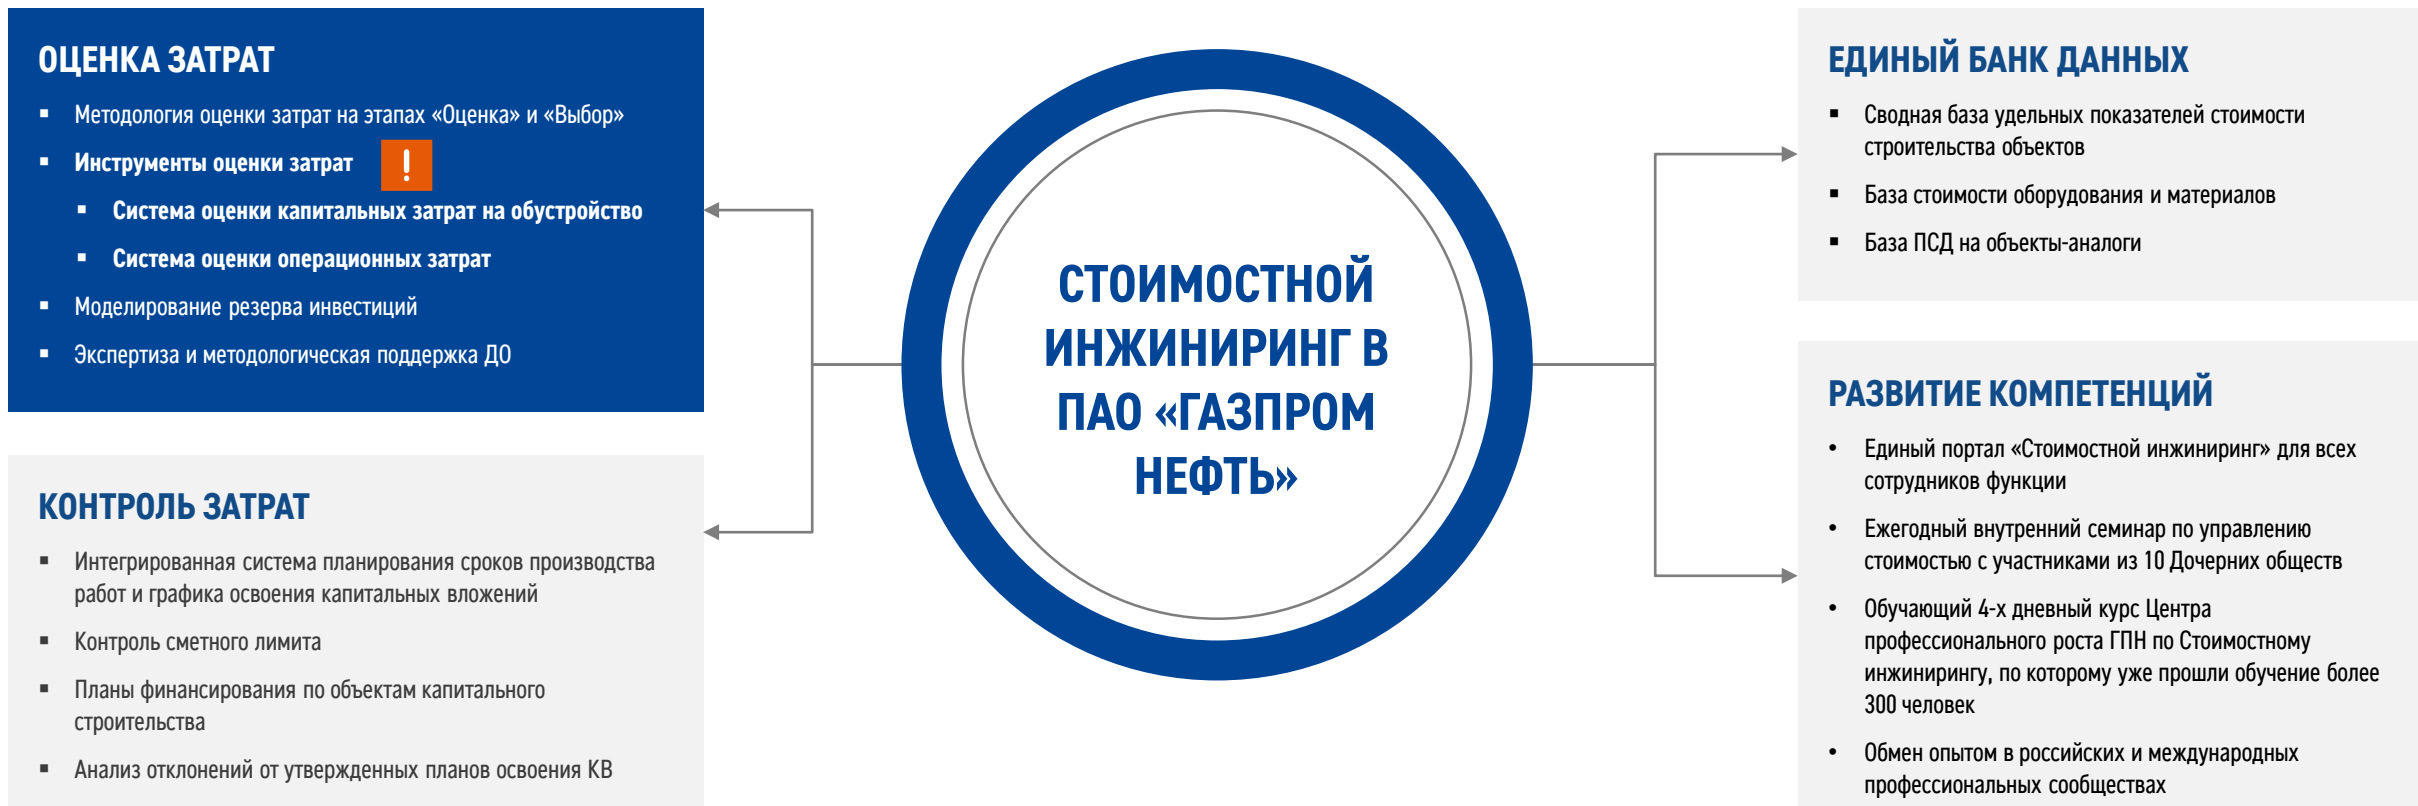 ОЦЕНКА ЗАТРАТ
▪ Методология оценки затрат на этапах «Оценка» и «Выбор»
▪ Инструменты оценки затрат !
▪ Система оценки капитальных затрат на обустройство
▪ Система оценки операционных затрат
▪ Моделирование резерва инвестиций
▪ Экспертиза и методологическая поддержка ДО
КОНТРОЛЬ ЗАТРАТ
▪ Интегрированная система планирования сроков производства
работ и графика освоения капитальных вложений
▪ Контроль сметного лимита
▪ Планы финансирования по объектам капитального
строительства
▪ Анализ отклонений от утвержденных планов освоения КВ
СТОИМОСТНОЙ
ИНЖИНИРИНГ В
ПАО «ГАЗПРОМ
НЕФТЬ»
ЕДИНЫЙ БАНК ДАННЫХ
▪ Сводная база удельных показателей стоимости
строительства объектов
▪ База стоимости оборудования и материалов
▪ База ПСД на объекты-аналоги
РАЗВИТИЕ КОМПЕТЕНЦИЙ
• Единый портал «Стоимостной инжиниринг» для всех
сотрудников функции
• Ежегодный внутренний семинар по управлению
стоимостью с участниками из 10 Дочерних обществ
• Обучающий 4-х дневный курс Центра
профессионального роста ГПН по Стоимостному
инжинирингу, по которому уже прошли обучение более
300 человек
• Обмен опытом в российских и международных
профессиональных сообществах